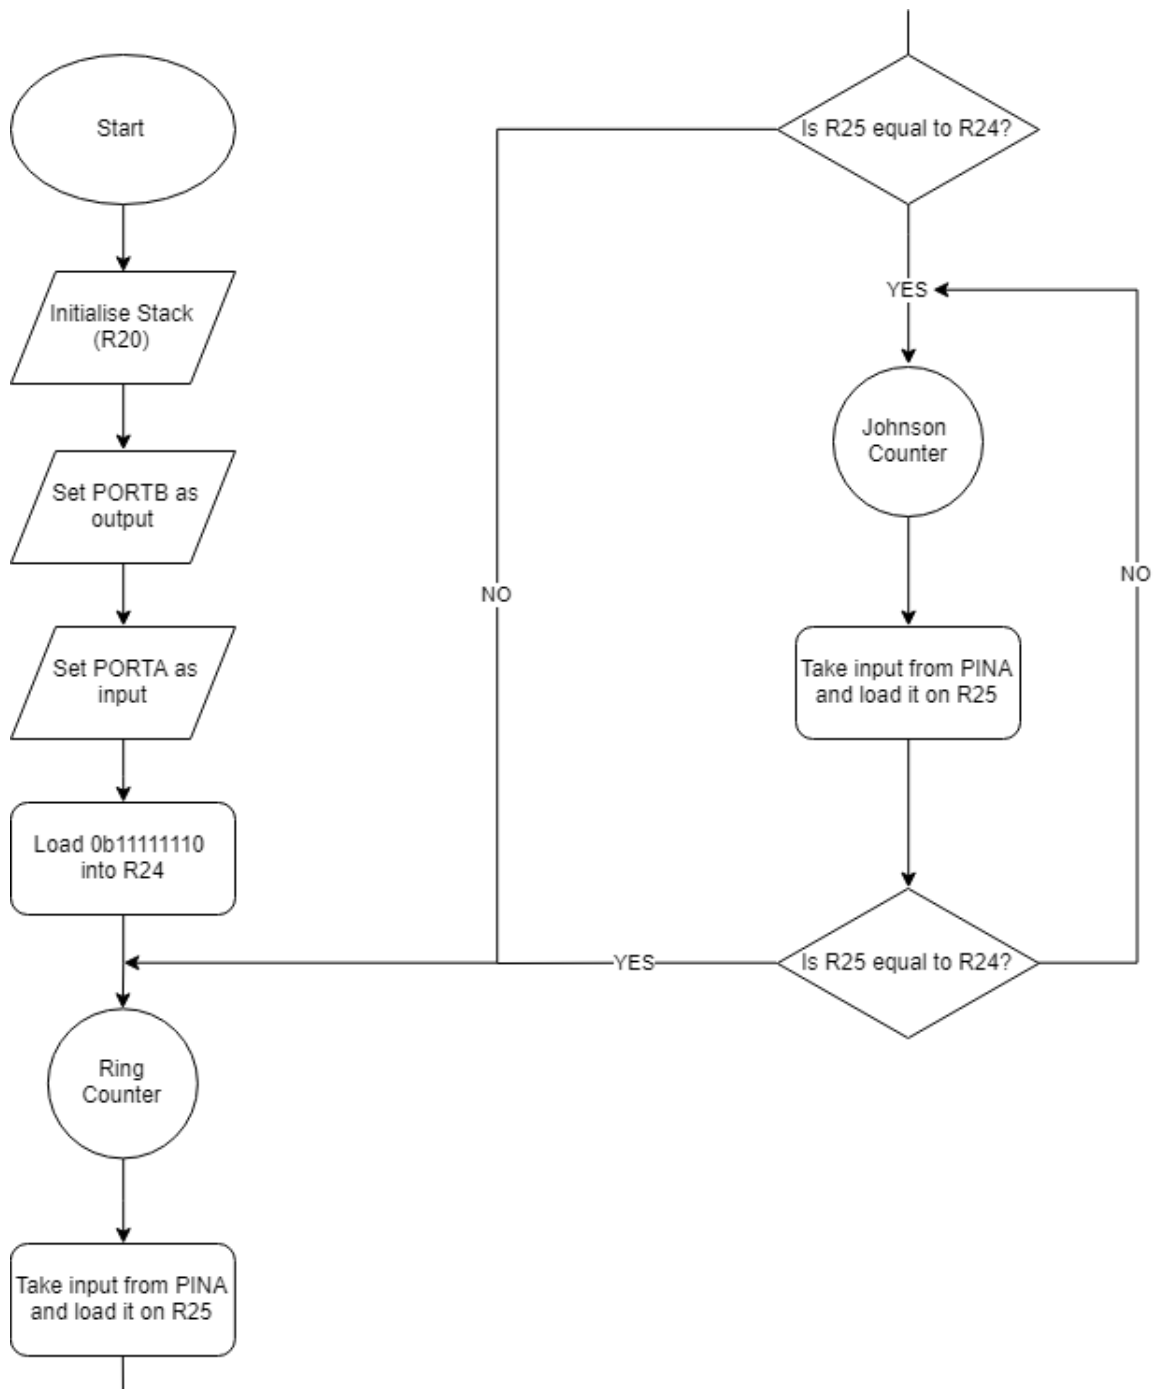 Start
Initialise Stack
(R20)
Set PORTB as
output
Set PORTA as
input
Load 0b11111110
into R24
Ring
Counter
Take input from PINA
and load it on R25
Is R25 equal to R24?
NO
YES
Johnson
Counter
Take input from PINA
and load it on R25
Is R25 equal to R24?
YES
NO